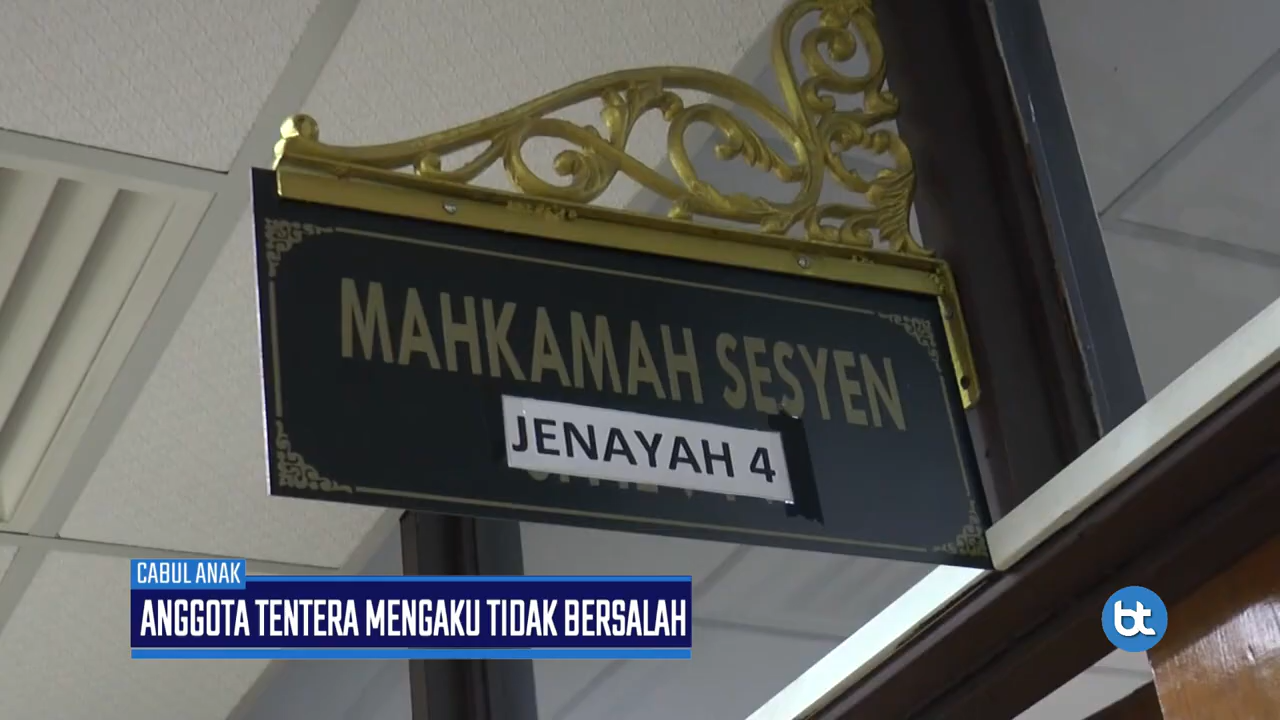 MAHKAMAH SESYEN
JENAYAH 4
CABUL ANAK
ANGGOTA TENTERA MENGAKU TIDAK BERSALAH
bt